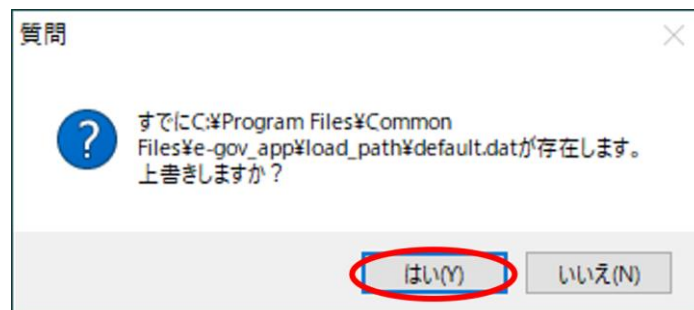 質問
すでにC:¥Program Files¥Common
Files¥e-gov_app¥load_path¥default.datが存在します。
上書きしますか？
はい(Y)
いいえ(N)